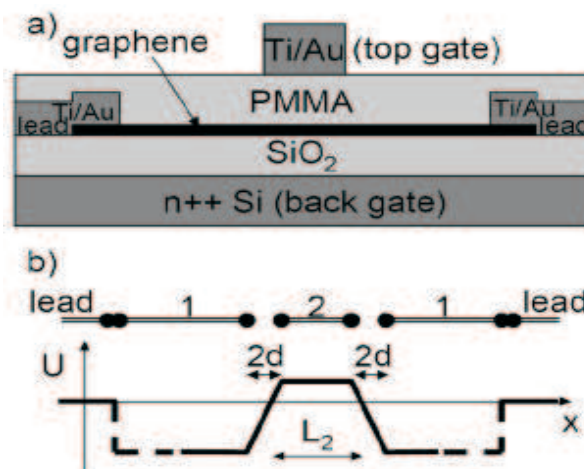 a)
graphene
Ti/Au (top gate)
PMMA
Ti/Au
Ti/Au
lead
lead
SiO2
n++ Si (back gate)
b)
lead 1 2 1 lead
U 2d 2d
L2
x